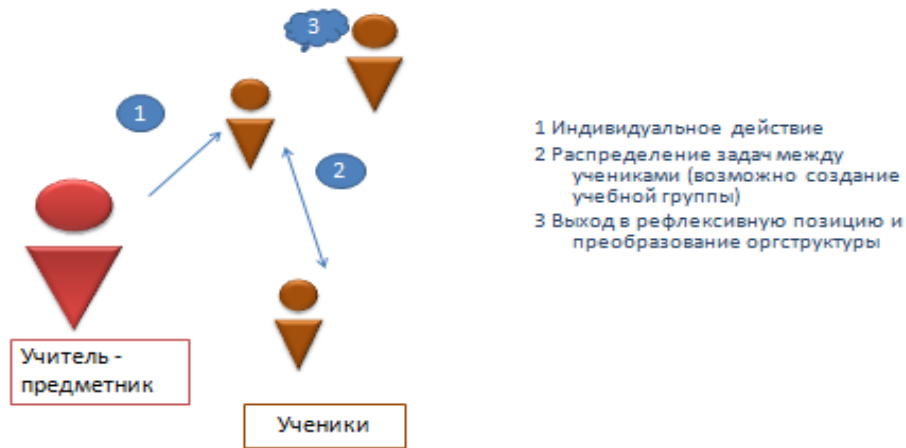 3
1
2
1 Индивидуальное действие
2 Распределение задач между
учениками (возможно создание
учебной группы)
3 Выход в рефлексивную позицию и
преобразование оргструктуры
Учитель -
предметник
Ученики